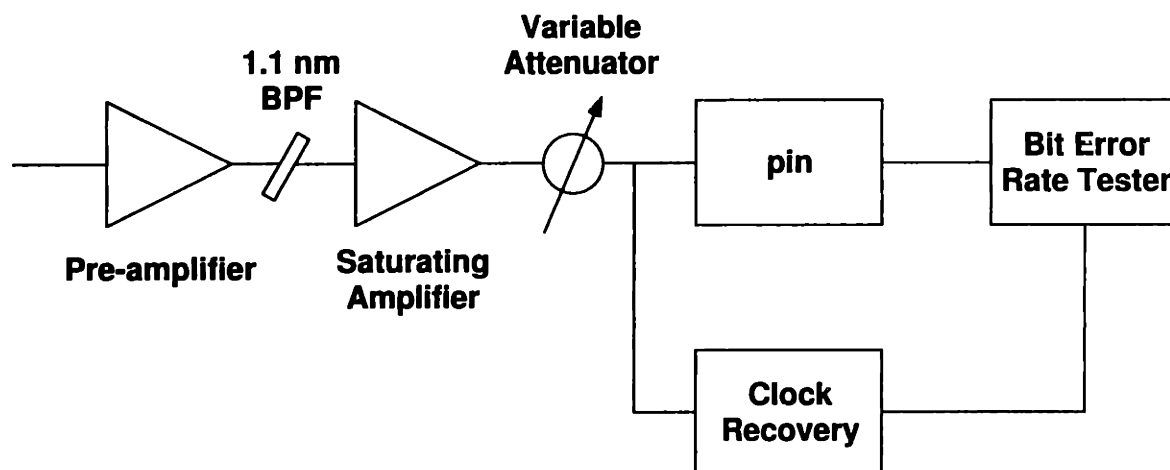 Variable
Attenuator
1.1 nm
BPF
pin
Bit Error
Rate Tester
Pre-amplifier
Saturating
Amplifier
Clock
Recovery